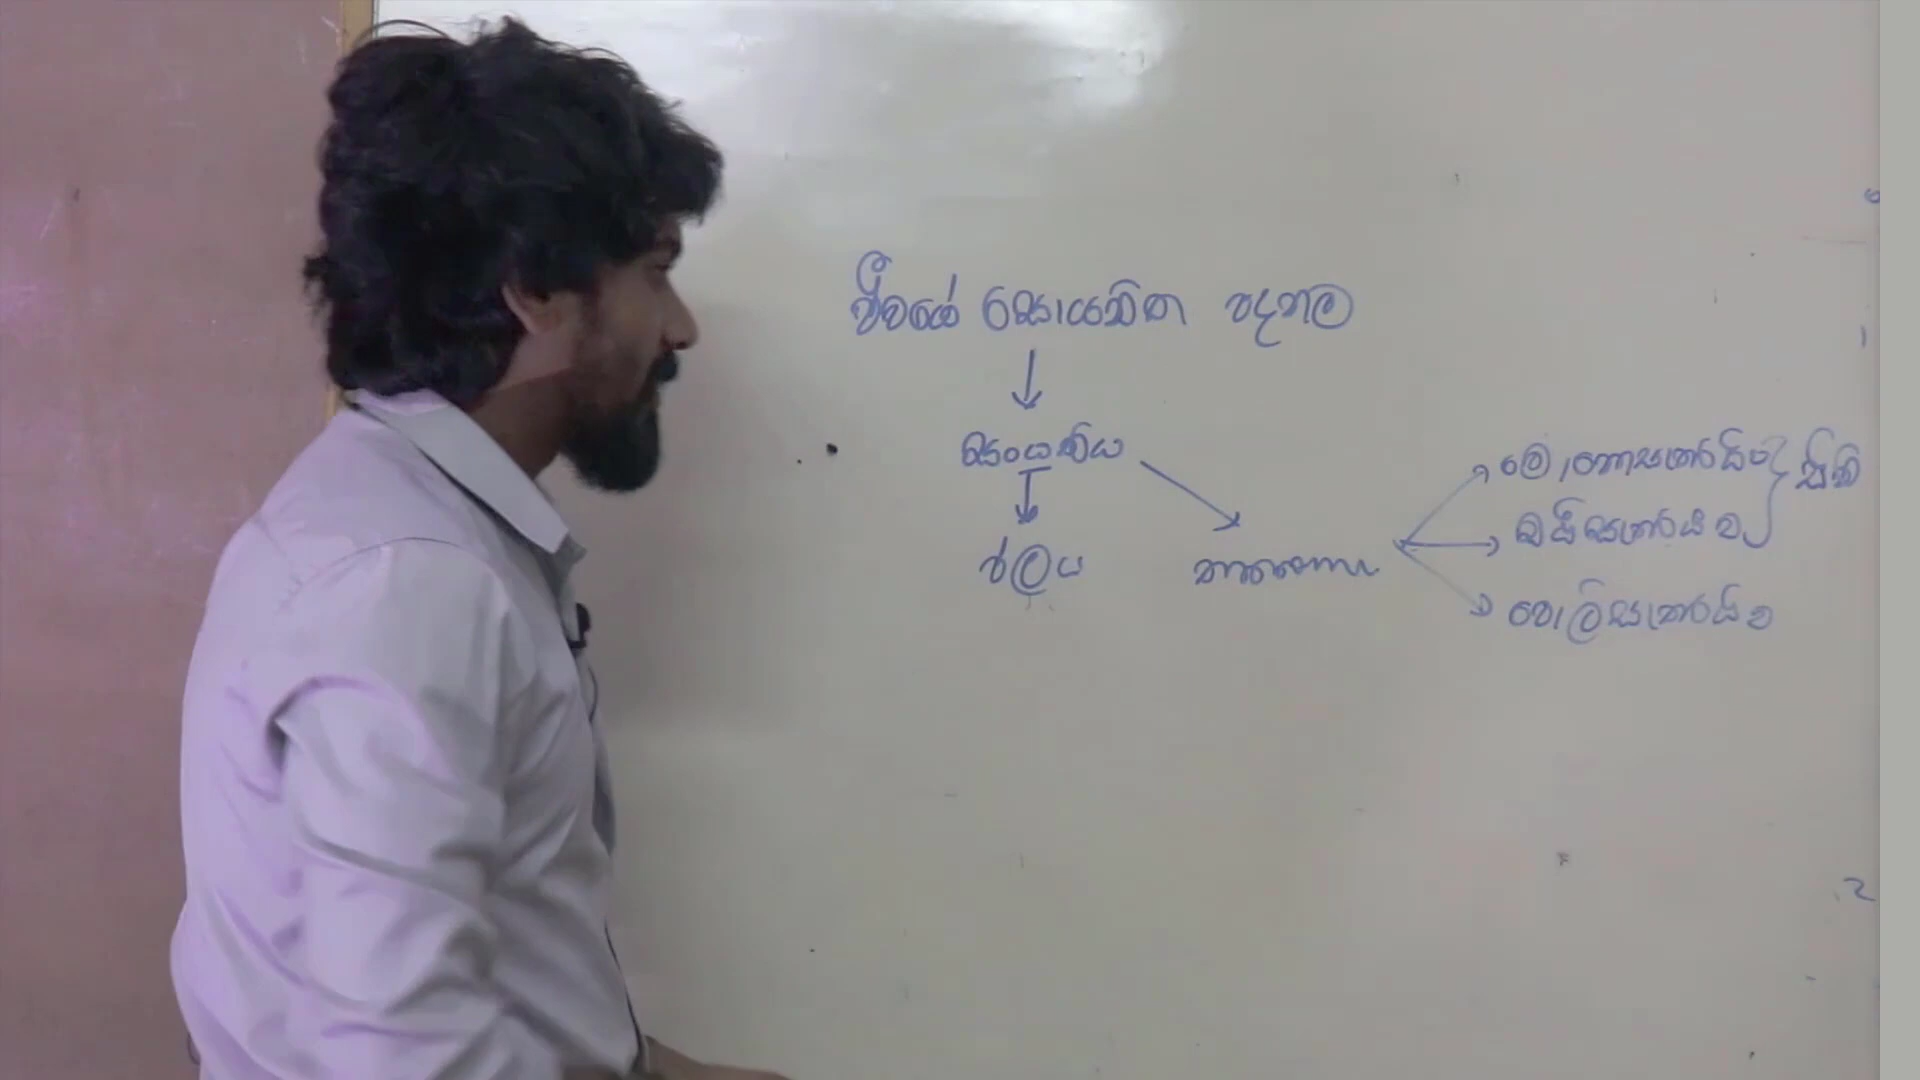 ජීවයේ රසායනික පදනම
සංයුතිය
ජලය
මොනොසැකරයිඩ
සීනි
ඩයිසැකරයිඩ
පොලිසැකරයිඩ